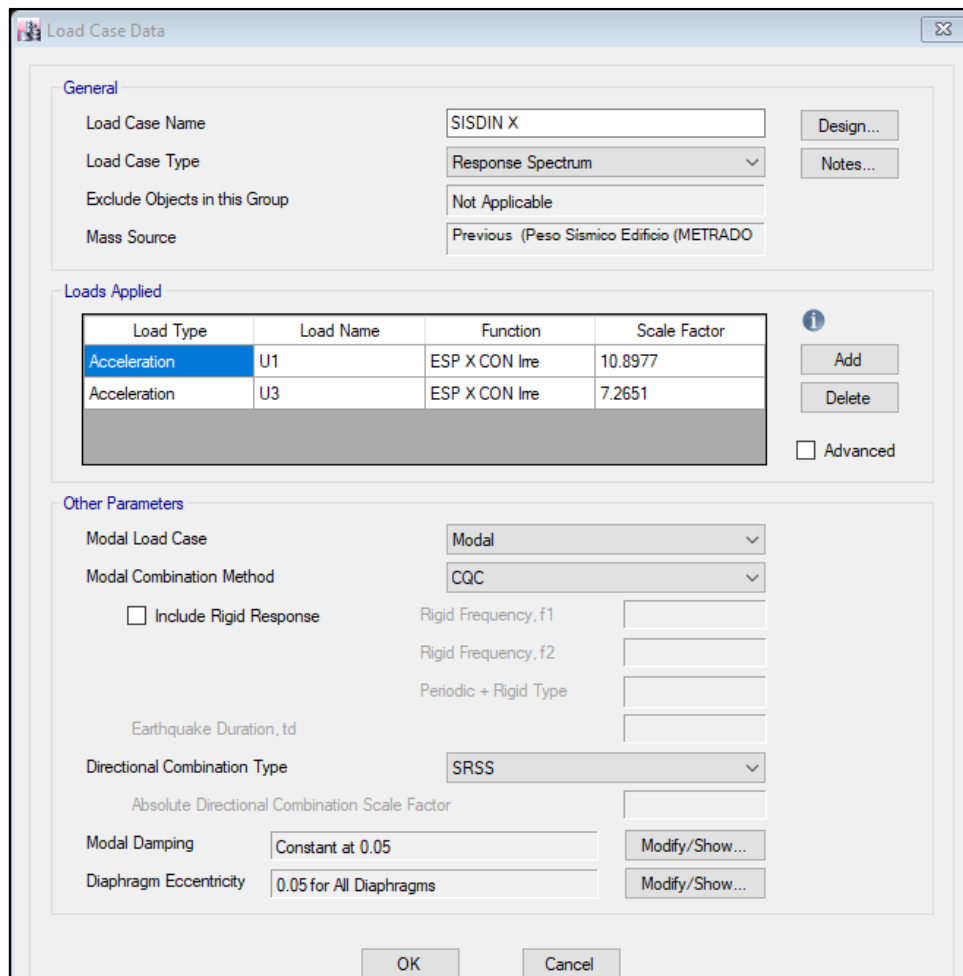 Load Case Data
General
Load Case Name SISDIN X Design...
Load Case Type Response Spectrum Notes...
Exclude Objects in this Group Not Applicable
Mass Source Previous (Peso Sísmico Edificio (METRADO
Loads Applied
Load Type Load Name Function Scale Factor
Acceleration U1 ESP X CON Irre 10.8977 Add
Acceleration U3 ESP X CON Irre 7.2651 Delete
Advanced
Other Parameters
Modal Load Case Modal
Modal Combination Method CQC
Include Rigid Response Rigid Frequency, f1
Rigid Frequency, f2
Periodic + Rigid Type
Earthquake Duration, td
Directional Combination Type SRSS
Absolute Directional Combination Scale Factor
Modal Damping Constant at 0.05 Modify/Show...
Diaphragm Eccentricity 0.05 for All Diaphragms Modify/Show...
OK Cancel